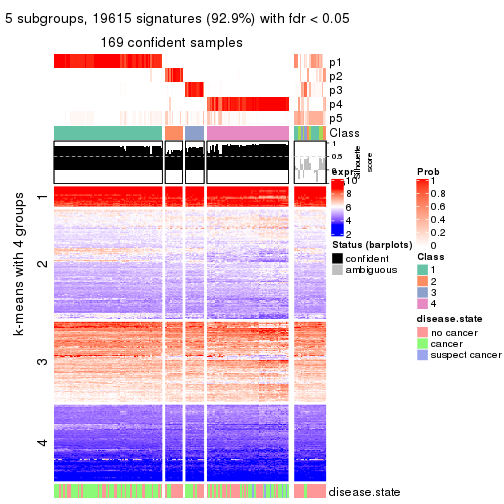 5 subgroups, 19615 signatures (92.9%) with fdr < 0.05
169 confident samples
p1
p2
p3
p4
p5
Class
1
0.5
0
Silhouette
score
k-means with 4 groups
1
2
3
4
disease.state
expr
10
8
6
4
2
Status (barplots)
confident
ambiguous
Prob
1
0.8
0.6
0.4
0.2
0
Class
1
2
3
4
disease.state
no cancer
cancer
suspect cancer